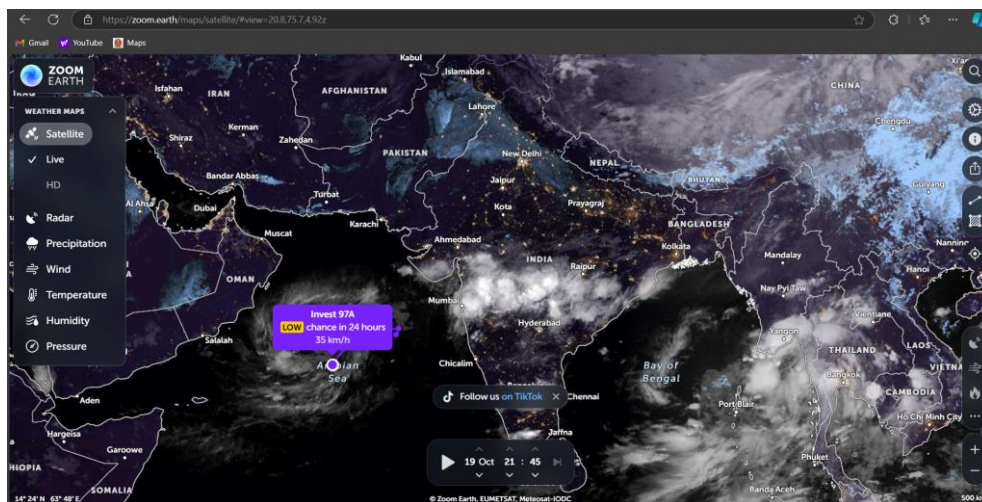 https://zoom.earth/maps/satellite/#view=20.8,75.7,4.92z
Gmail
YouTube
Maps
ZOOM
EARTH
WEATHER MAPS
Satellite
Live
HD
Radar
Precipitation
Wind
Temperature
Humidity
Pressure
Kabul
Islamabad
Isfahan
IRAN
AFGHANISTAN
CHINA
Lahore
Chengdu
Shiraz
Kerman
Zahedan
PAKISTAN
New Delhi
NEPAL
Bandar Abbas
Turbat
Jaipur
BHUTAN
Guiyang
Dubai
Kota
Prayagraj
Karachi
Muscat
BANGLADESH
Ahmedabad
Kolkata
Nanning
OMAN
INDIA
Mandalay
Hanoi
Raipur
Mumbai
Nay Pyi Taw
Invest 97A
LOW chance in 24 hours
35 km/h
Salalah
Hyderabad
Vientiane
Yangon
LAOS
Chicalim
Arabian
Sea
Bay of
Bengal
THAILAND
VIETNA
Bangkok
Aden
Follow us on TikTok
Chennai
Port Blair
CAMBODIA
Ho Chi Minh City
Hargeisa
Jaffna
Garoowe
HIOPIA
19 Oct 21 : 45
Phuket
SOMALIA
Banda Aceh
14° 24' N 63° 48' E
© Zoom Earth, EUMETSAT, Meteosat-IODC
500 km